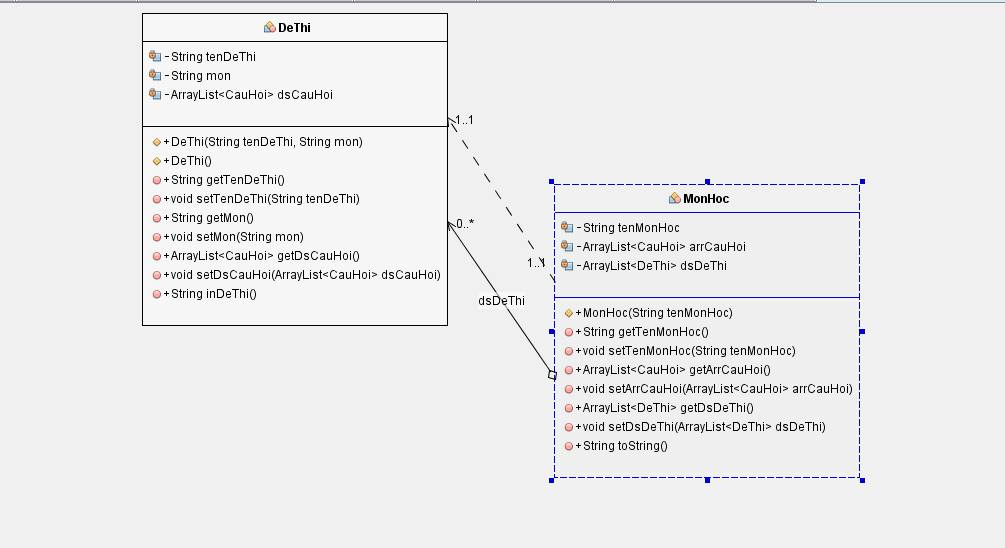 DeThi
-String tenDeThi
-String mon
-ArrayList<CauHoi> dsCauHoi
+DeThi(String tenDeThi, String mon)
+DeThi()
+String getTenDeThi()
+void setTenDeThi(String tenDeThi)
+String getMon()
+void setMon(String mon)
+ArrayList<CauHoi> getDsCauHoi()
+void setDsCauHoi(ArrayList<CauHoi> dsCauHoi)
+String inDeThi()
1..1
0..*
1..1
dsDeThi
MonHoc
-String tenMonHoc
-ArrayList<CauHoi> arrCauHoi
-ArrayList<DeThi> dsDeThi
+MonHoc(String tenMonHoc)
+String getTenMonHoc()
+void setTenMonHoc(String tenMonHoc)
+ArrayList<CauHoi> getArrCauHoi()
+void setArrCauHoi(ArrayList<CauHoi> arrCauHoi)
+ArrayList<DeThi> getDsDeThi()
+void setDsDeThi(ArrayList<DeThi> dsDeThi)
+String toString()